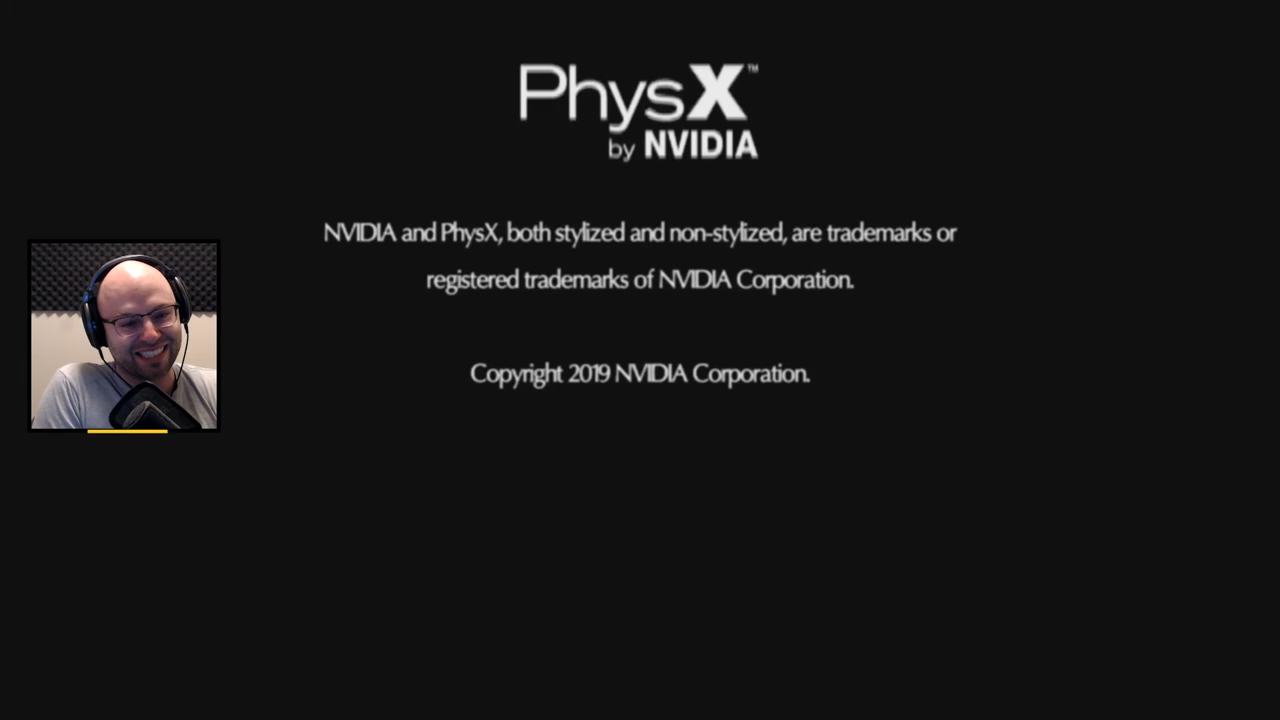 PhysX™
by NVIDIA
NVIDIA and PhysX, both stylized and non-stylized, are trademarks or
registered trademarks of NVIDIA Corporation.
Copyright 2019 NVIDIA Corporation.